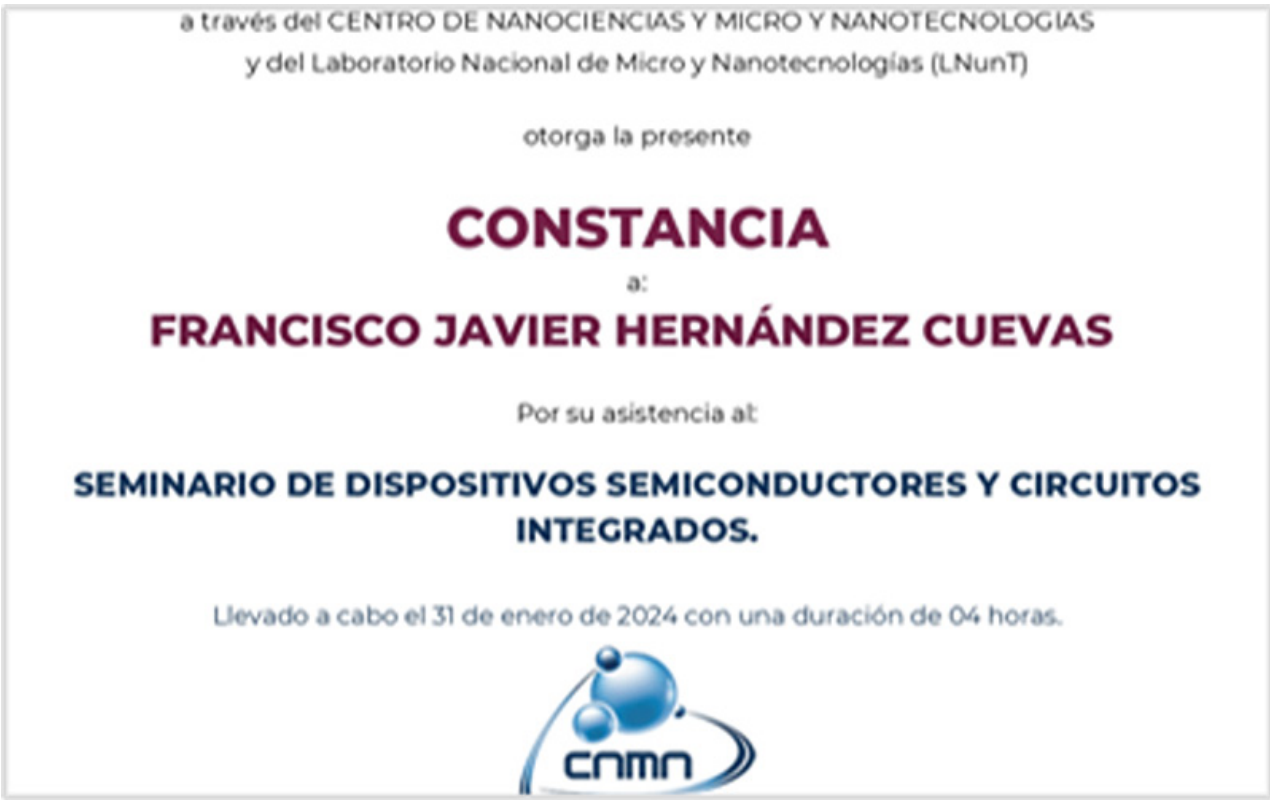 a través del CENTRO DE NANOCIENCIAS Y MICRO Y NANOTECNOLOGÍAS
y del Laboratorio Nacional de Micro y Nanotecnologías (LNunT)
otorga la presente
CONSTANCIA
a:
FRANCISCO JAVIER HERNÁNDEZ CUEVAS
Por su asistencia al:
SEMINARIO DE DISPOSITIVOS SEMICONDUCTORES Y CIRCUITOS
INTEGRADOS.
Llevado a cabo el 31 de enero de 2024 con una duración de 04 horas.
cnmn